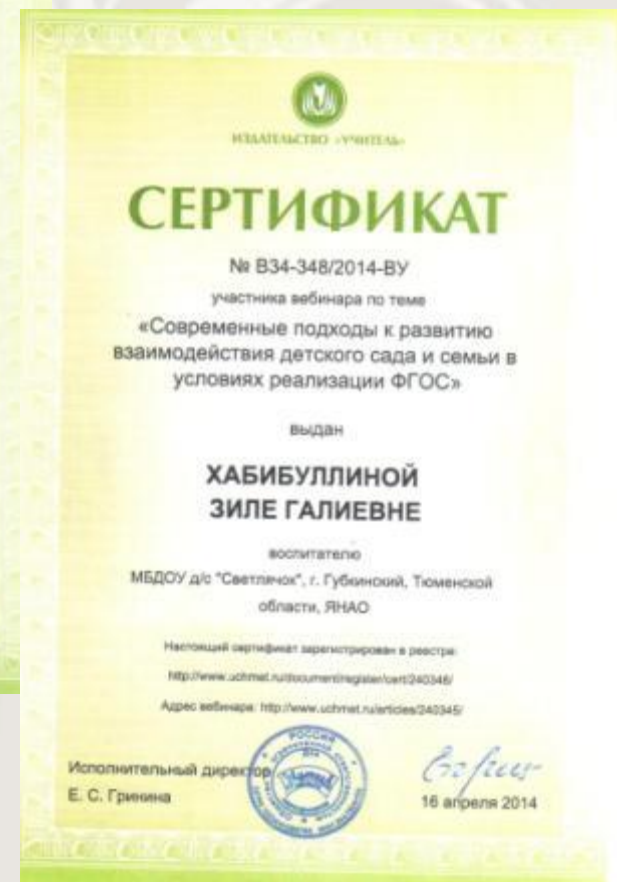 ИЗДАТЕЛЬСТВО «УЧИТЕЛЬ»
СЕРТИФИКАТ
№ В34-348/2014-ВУ
участника вебинара по теме
«Современные подходы к развитию
взаимодействия детского сада и семьи в
условиях реализации ФГОС»
выдан
ХАБИБУЛЛИНОЙ
ЗИЛЕ ГАЛИЕВНЕ
воспитателю
МБДОУ д/с "Светлячок", г. Губкинский, Тюменской
области, ЯНАО
Настоящий сертификат зарегистрирован в реестре:
http://www.uchmet.ru/document/register/cert/240346/
Адрес вебинара: http://www.uchmet.ru/articles/240345/
РОССИЯ
Исполнительный директор
Е. С. Гринина
16 апреля 2014